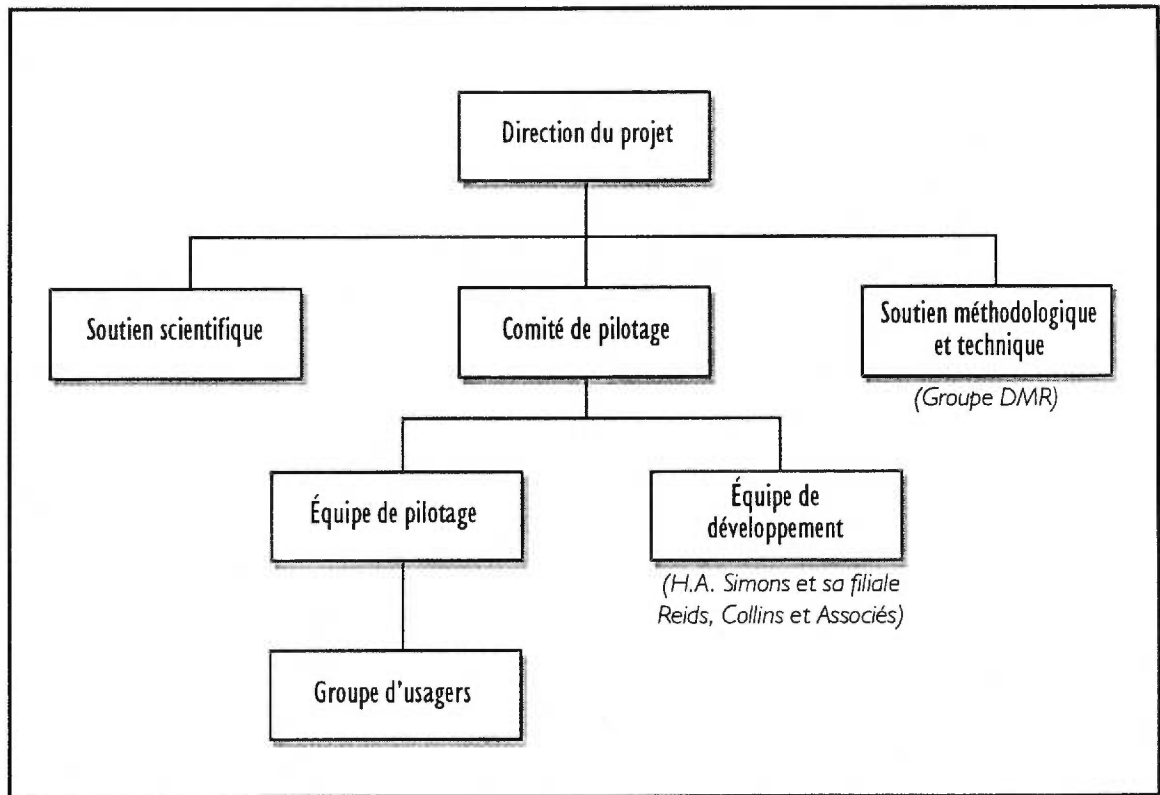 Direction du projet
Soutien scientifique
Comité de pilotage
Soutien méthodologique
et technique
(Groupe DMR)
Équipe de pilotage
Équipe de
développement
(H.A. Simons et sa filiale
Reids, Collins et Associés)
Groupe d'usagers